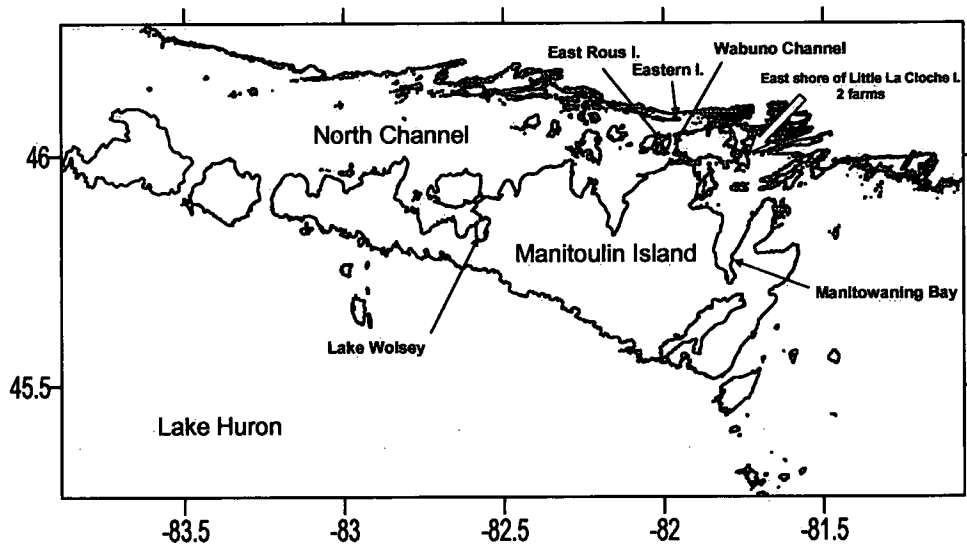 East Rous I.
Wabuno Channel
Eastern I.
East shore of Little La Cloche I.
2 farms
North Channel
46
Manitoulin Island
Manitowaning Bay
Lake Wolsey
45.5
Lake Huron
-83.5
-83
-82.5
-82
-81.5